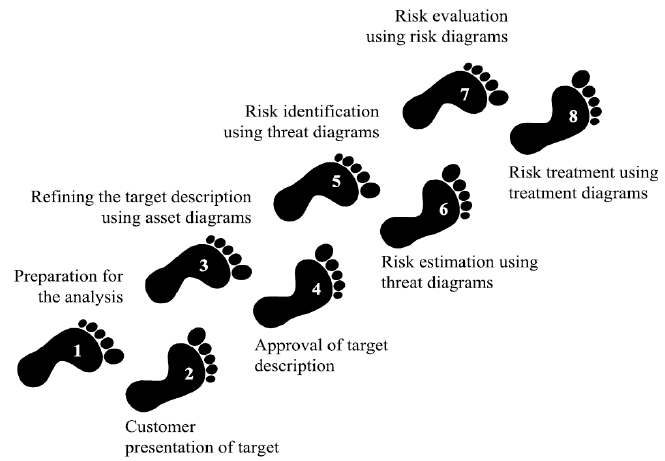 Risk evaluation
using risk diagrams
7
8
Risk identification
using threat diagrams
Risk treatment using
treatment diagrams
5
6
Refining the target description
using asset diagrams
Risk estimation using
threat diagrams
3
4
Preparation for
the analysis
Approval of target
description
1
2
Customer
presentation of target